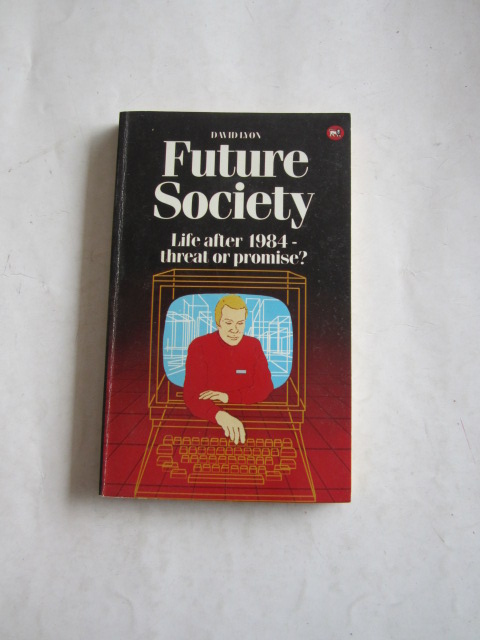 DAVID LYON
Future
Society
Life after 1984-
threat or promise?